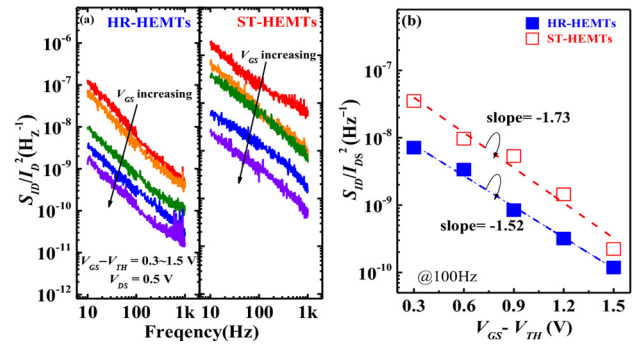 (a) HR-HEMTs
ST-HEMTs
S_ID/I_D^2 (H_Z^-1)
10^-6
10^-7
10^-8
10^-9
10^-10
10^-11
10^-12
V_GS increasing
V_GS increasing
V_GS-V_TH = 0.3~1.5 V
V_DS = 0.5 V
10 100 1k
10 100 1k
Freqency(Hz)
(b)
HR-HEMTs
ST-HEMTs
S_ID/I_DS^2 (Hz^-1)
10^-7
10^-8
10^-9
10^-10
slope= -1.73
slope= -1.52
@100Hz
0.3 0.6 0.9 1.2 1.5
V_GS- V_TH (V)